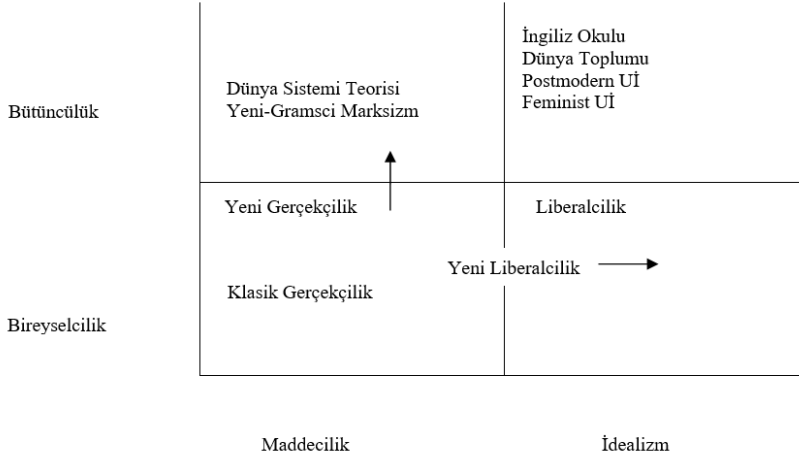 İngiliz Okulu
Dünya Toplumu
Postmodern Uİ
Feminist Uİ
Dünya Sistemi Teorisi
Yeni-Gramsci Marksizm
Bütüncülük
Yeni Gerçekçilik
Liberalcilik
Yeni Liberalcilik
Klasik Gerçekçilik
Bireyselcilik
Maddecilik
İdealizm